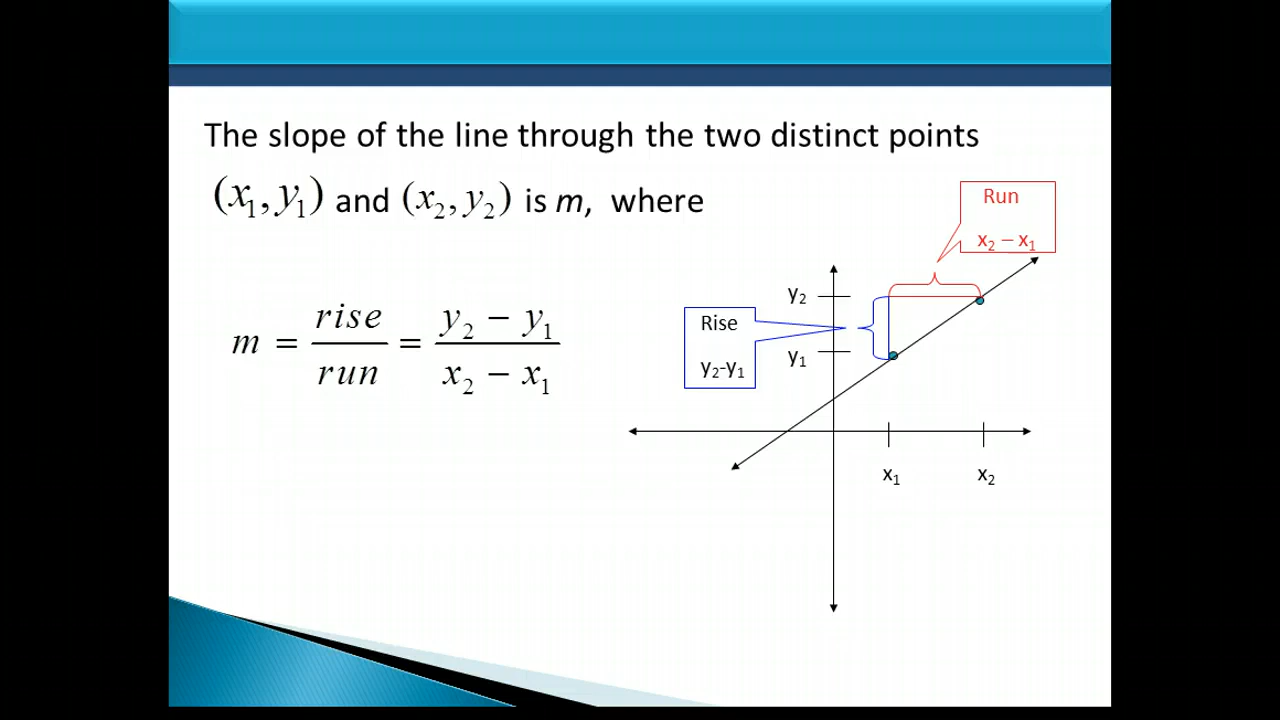 The slope of the line through the two distinct points
(x₁, y₁) and (x₂, y₂) is m, where
m = rise/run = (y₂ − y₁)/(x₂ − x₁)
Run
x₂ – x₁
Rise
y₂-y₁
y₂
y₁
x₁
x₂